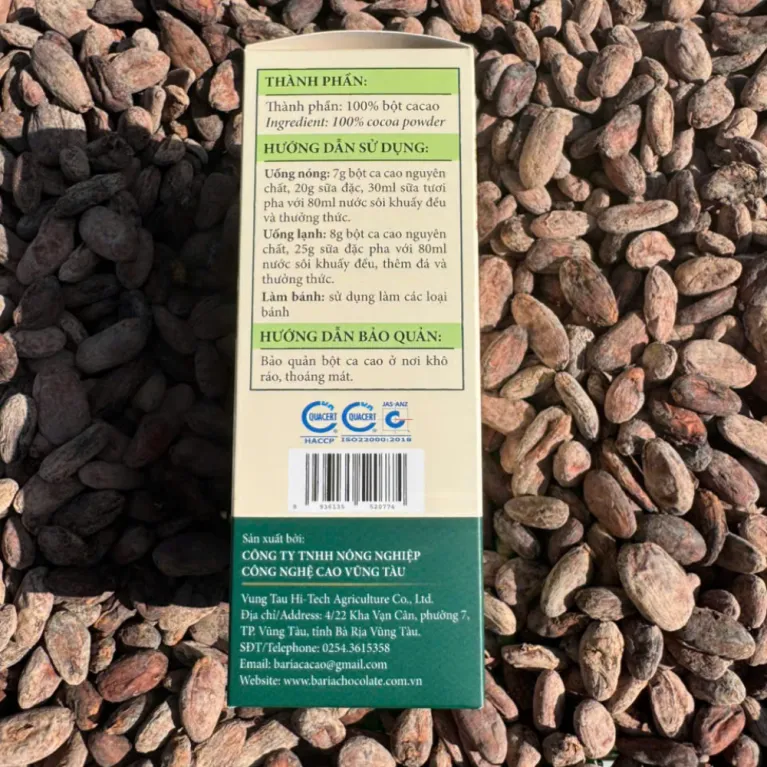 THÀNH PHẦN:
Thành phần: 100% bột cacao
Ingredient: 100% cocoa powder
HƯỚNG DẪN SỬ DỤNG:
Uống nóng: 7g bột ca cao nguyên
chất, 20g sữa đặc, 30ml sữa tươi
pha với 80ml nước sôi khuấy đều
và thưởng thức.
Uống lạnh: 8g bột ca cao nguyên
chất, 25g sữa đặc pha với 80ml
nước sôi khuấy đều, thêm đá và
thưởng thức.
Làm bánh: sử dụng làm các loại
bánh
HƯỚNG DẪN BẢO QUẢN:
Bảo quản bột ca cao ở nơi khô
ráo, thoáng mát.
QUACERT QUACERT JAS-ANZ
HACCP ISO22000:2018
8 936135 520776
Sản xuất bởi:
CÔNG TY TNHH NÔNG NGHIỆP
CÔNG NGHỆ CAO VŨNG TÀU
Vung Tau Hi-Tech Agriculture Co., Ltd.
Địa chỉ/Address: 4/22 Kha Vạn Cân, phường 7,
TP. Vũng Tàu, tỉnh Bà Rịa Vũng Tàu.
SĐT/Telephone: 0254.3615358
Email: bariacacao@gmail.com
Website: www.bariachocolate.com.vn